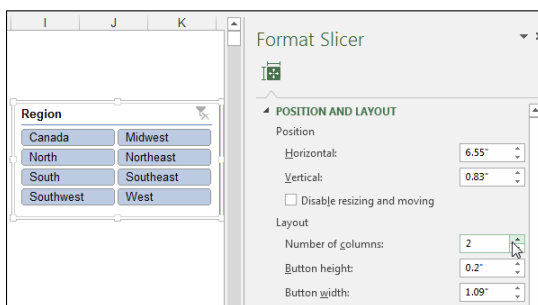 I J K
Region
Canada Midwest
North Northeast
South Southeast
Southwest West
Format Slicer
POSITION AND LAYOUT
Position
Horizontal: 6.55"
Vertical: 0.83"
Disable resizing and moving
Layout
Number of columns: 2
Button height: 0.2"
Button width: 1.09"